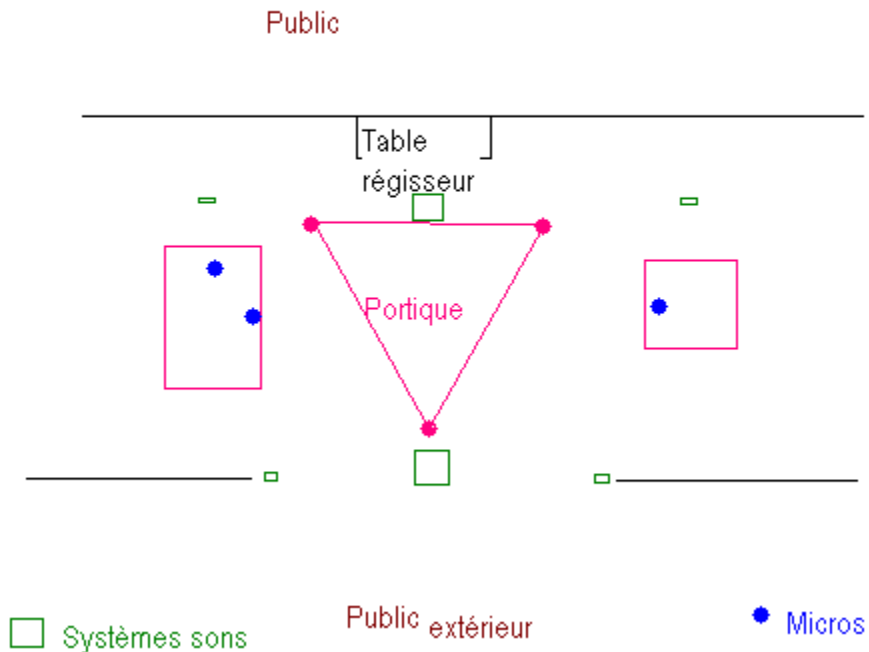 Public
Table
régisseur
Portique
Public extérieur
Systèmes sons
Micros